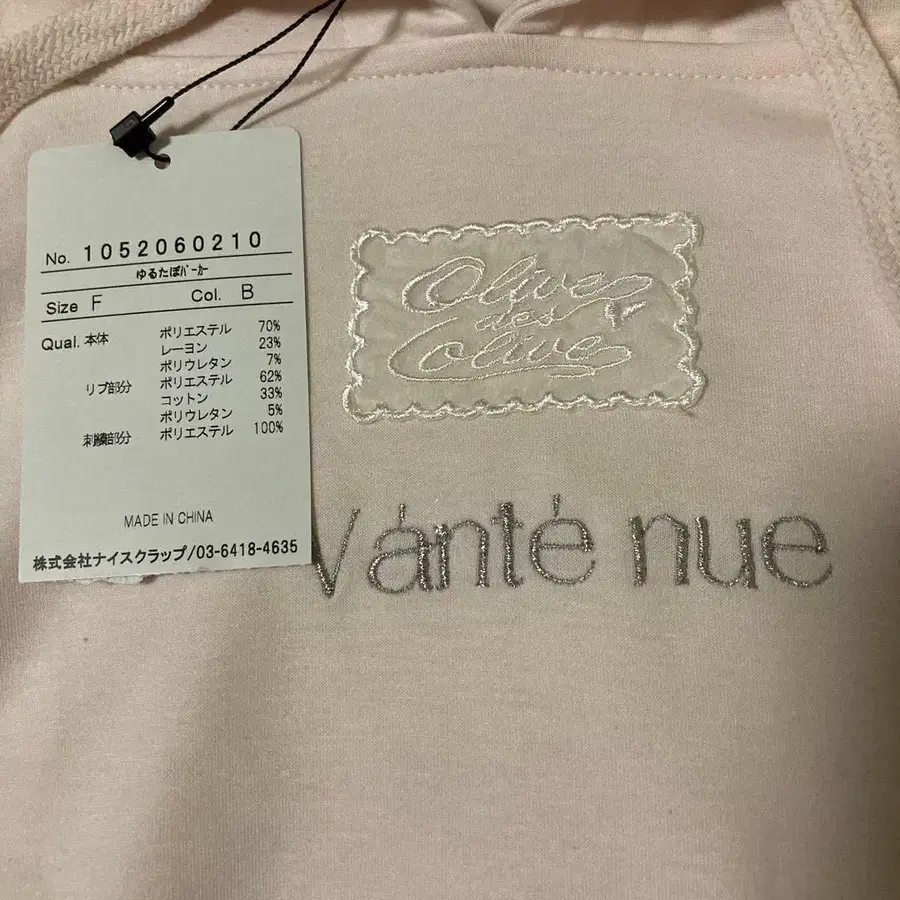 No. 1052060210
ゆるたぼパーカー
Size F Col. B
Qual. 本体 ポリエステル 70%
レーヨン 23%
ポリウレタン 7%
リブ部分 ポリエステル 62%
コットン 33%
ポリウレタン 5%
刺繍部分 ポリエステル 100%
MADE IN CHINA
株式会社ナイスクラップ/03-6418-4635
Olive
des
Olive
Vánté nue